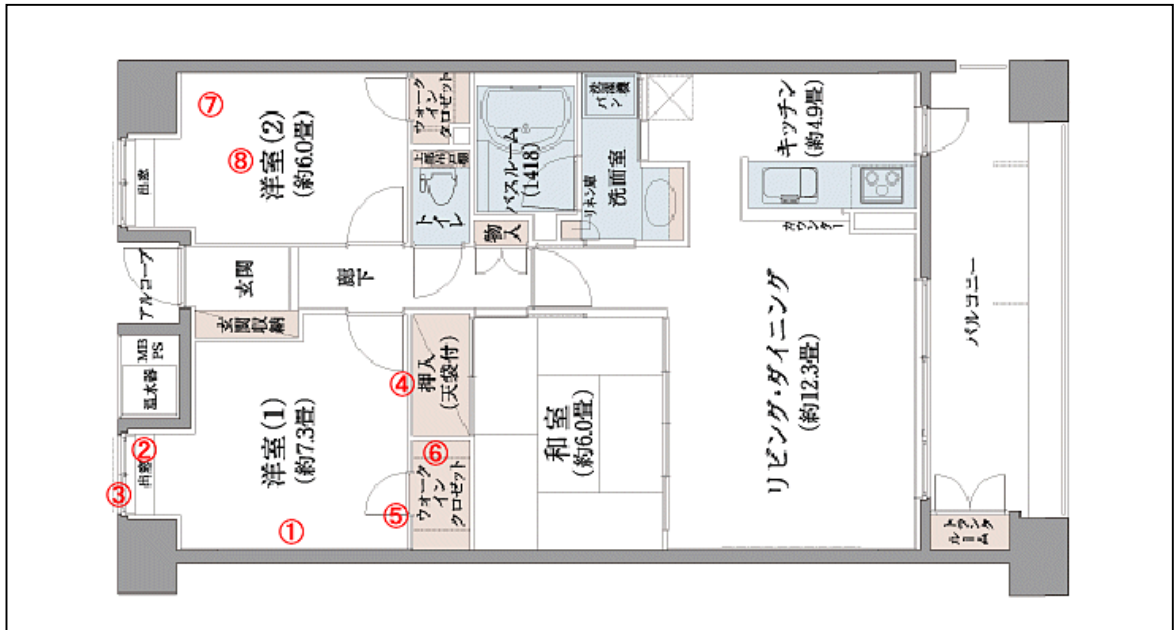 ⑦
⑧
洋室(2)
(約6.0畳)
出窓
ウォーク
イン
クロゼット
上部吊戸棚
トイレ
バスルーム
(1418)
物入
洗濯機
パン
洗面室
リネン庫
キッチン
(約4.9畳)
カウンター
アルコーブ
玄関
廊下
玄関収納
MB
PS
温水器
②
③
出窓
洋室(1)
(約7.3畳)
①
④
押入
(天袋付)
⑤
⑥
ウォーク
イン
クロゼット
和室
(約6.0畳)
リビング・ダイニング
(約12.3畳)
バルコニー
トランク
ルーム